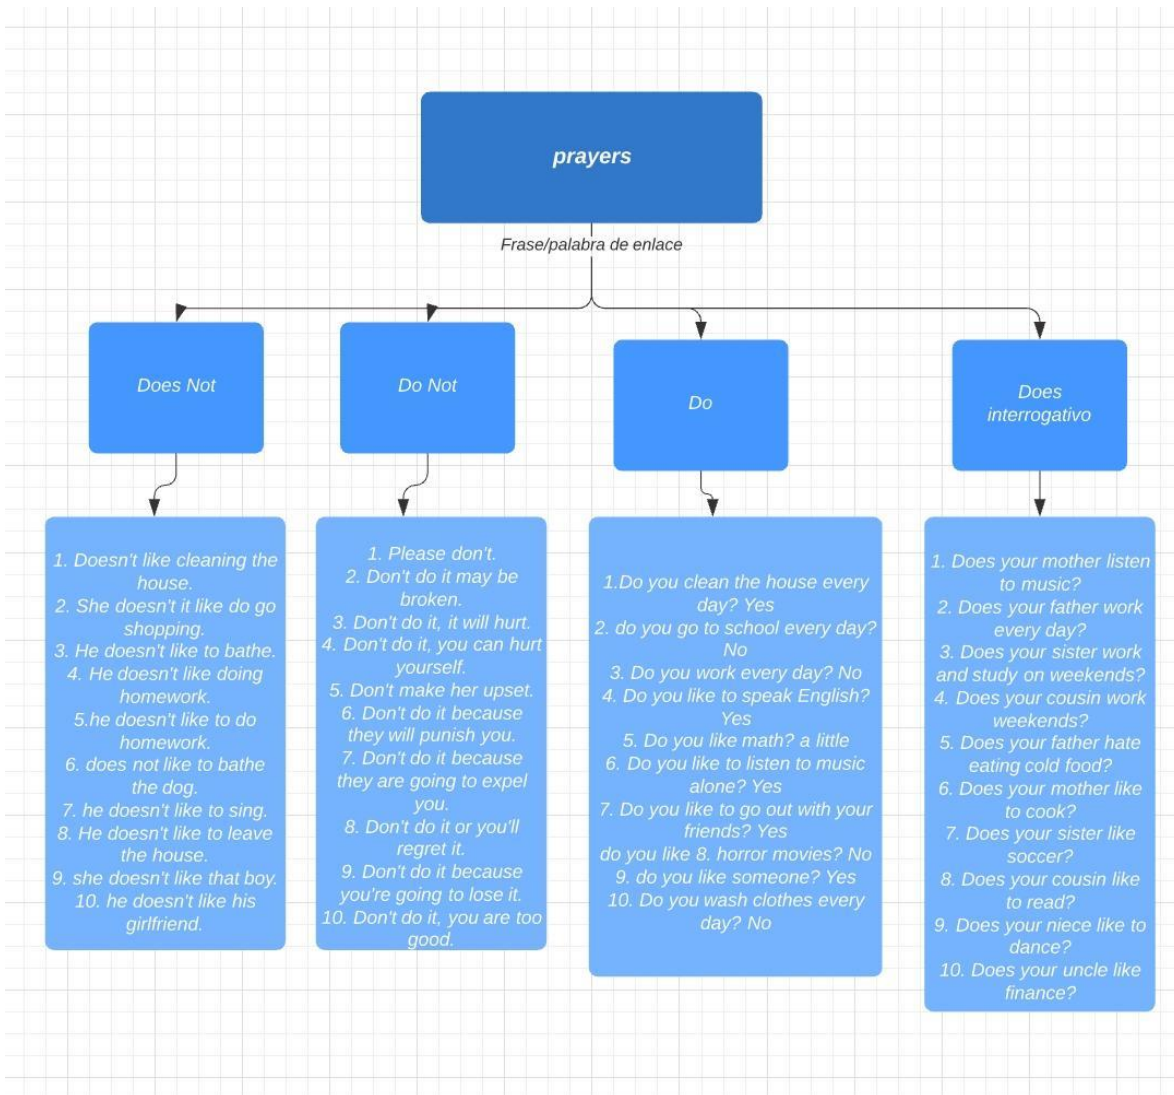 prayers
Frase/palabra de enlace
Does Not
Do Not
Do
Does
interrogativo
1. Doesn't like cleaning the
house.
2. She doesn't it like do go
shopping.
3. He doesn't like to bathe.
4. He doesn't like doing
homework.
5.he doesn't like to do
homework.
6. does not like to bathe
the dog.
7. he doesn't like to sing.
8. He doesn't like to leave
the house.
9. she doesn't like that boy.
10. he doesn't like his
girlfriend.
1. Please don't.
2. Don't do it may be
broken.
3. Don't do it, it will hurt.
4. Don't do it, you can hurt
yourself.
5. Don't make her upset.
6. Don't do it because
they will punish you.
7. Don't do it because
they are going to expel
you.
8. Don't do it or you'll
regret it.
9. Don't do it because
you're going to lose it.
10. Don't do it, you are too
good.
1.Do you clean the house every
day? Yes
2. do you go to school every day?
No
3. Do you work every day? No
4. Do you like to speak English?
Yes
5. Do you like math? a little
6. Do you like to listen to music
alone? Yes
7. Do you like to go out with your
friends? Yes
do you like 8. horror movies? No
9. do you like someone? Yes
10. Do you wash clothes every
day? No
1. Does your mother listen
to music?
2. Does your father work
every day?
3. Does your sister work
and study on weekends?
4. Does your cousin work
weekends?
5. Does your father hate
eating cold food?
6. Does your mother like
to cook?
7. Does your sister like
soccer?
8. Does your cousin like
to read?
9. Does your niece like to
dance?
10. Does your uncle like
finance?